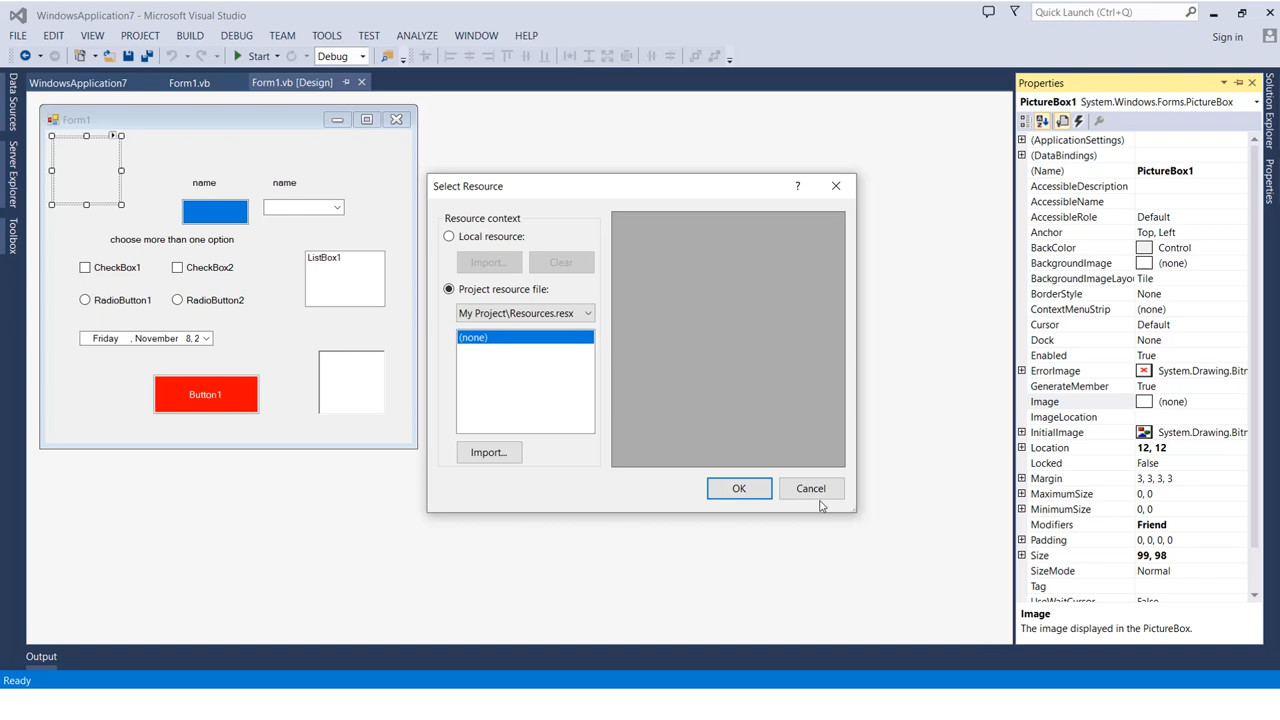 WindowsApplication7 - Microsoft Visual Studio
Quick Launch (Ctrl+Q)
FILE EDIT VIEW PROJECT BUILD DEBUG TEAM TOOLS TEST ANALYZE WINDOW HELP
Sign in
Start Debug
WindowsApplication7 Form1.vb Form1.vb [Design]
Data Sources
Server Explorer
Toolbox
Form1
name name
choose more than one option
CheckBox1 CheckBox2
ListBox1
RadioButton1 RadioButton2
Friday , November 8, 2
Button1
Select Resource
?
Resource context
Local resource:
Import... Clear
Project resource file:
My Project\Resources.resx
(none)
Import...
OK Cancel
Properties
PictureBox1 System.Windows.Forms.PictureBox
(ApplicationSettings)
(DataBindings)
(Name) PictureBox1
AccessibleDescription
AccessibleName
AccessibleRole Default
Anchor Top, Left
BackColor Control
BackgroundImage (none)
BackgroundImageLayou Tile
BorderStyle None
ContextMenuStrip (none)
Cursor Default
Dock None
Enabled True
ErrorImage System.Drawing.Bitr
GenerateMember True
Image (none)
ImageLocation
InitialImage System.Drawing.Bitr
Location 12, 12
Locked False
Margin 3, 3, 3, 3
MaximumSize 0, 0
MinimumSize 0, 0
Modifiers Friend
Padding 0, 0, 0, 0
Size 99, 98
SizeMode Normal
Tag
UseWaitCursor False
Image
The image displayed in the PictureBox.
Solution Explorer
Properties
Output
Ready